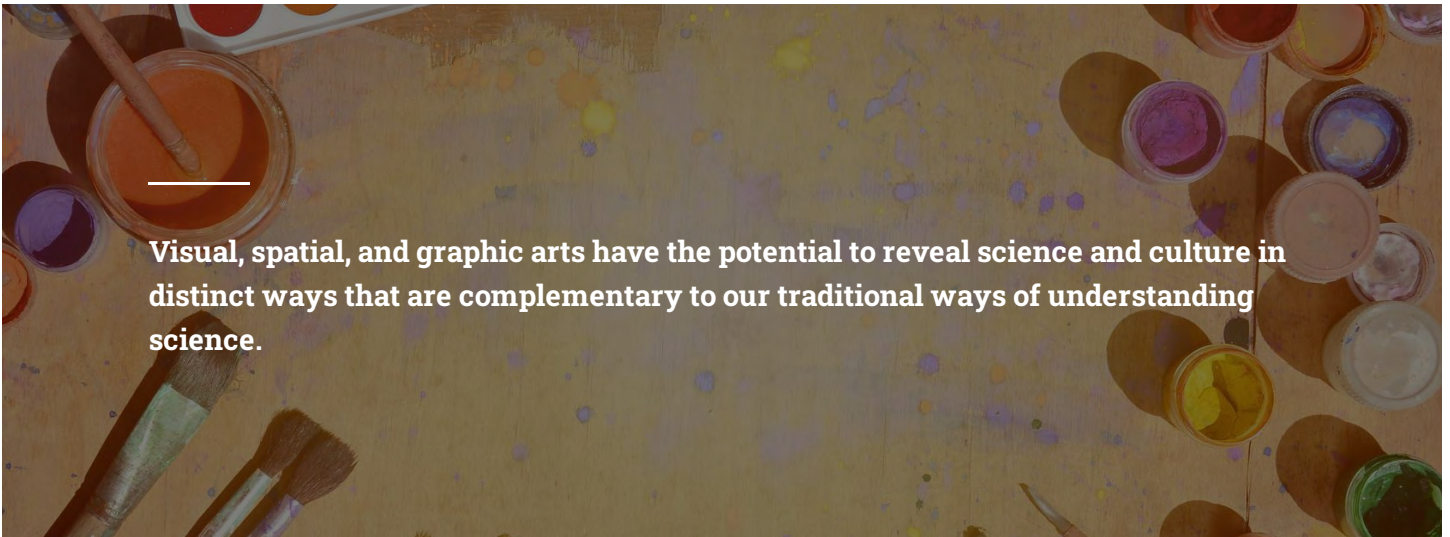 Visual, spatial, and graphic arts have the potential to reveal science and culture in
distinct ways that are complementary to our traditional ways of understanding
science.